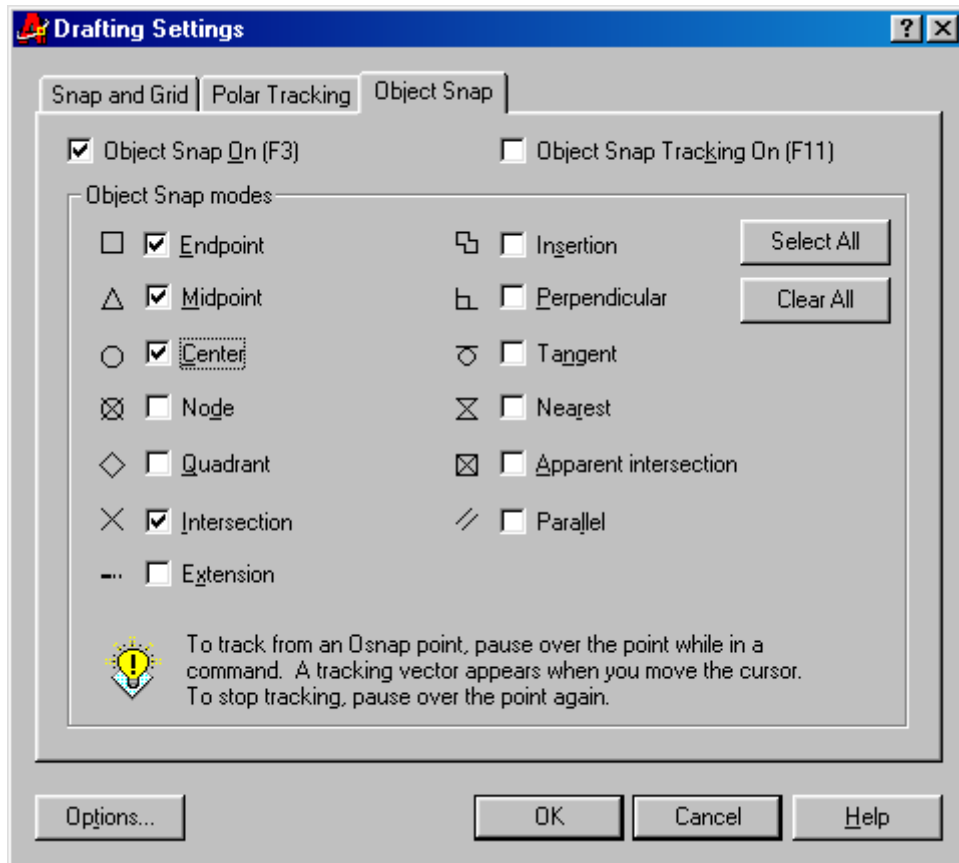 Drafting Settings
Snap and Grid Polar Tracking Object Snap
Object Snap On (F3) Object Snap Tracking On (F11)
Object Snap modes
Endpoint Insertion Select All
Midpoint Perpendicular Clear All
Center Tangent
Node Nearest
Quadrant Apparent intersection
Intersection Parallel
Extension
To track from an Osnap point, pause over the point while in a
command. A tracking vector appears when you move the cursor.
To stop tracking, pause over the point again.
Options... OK Cancel Help